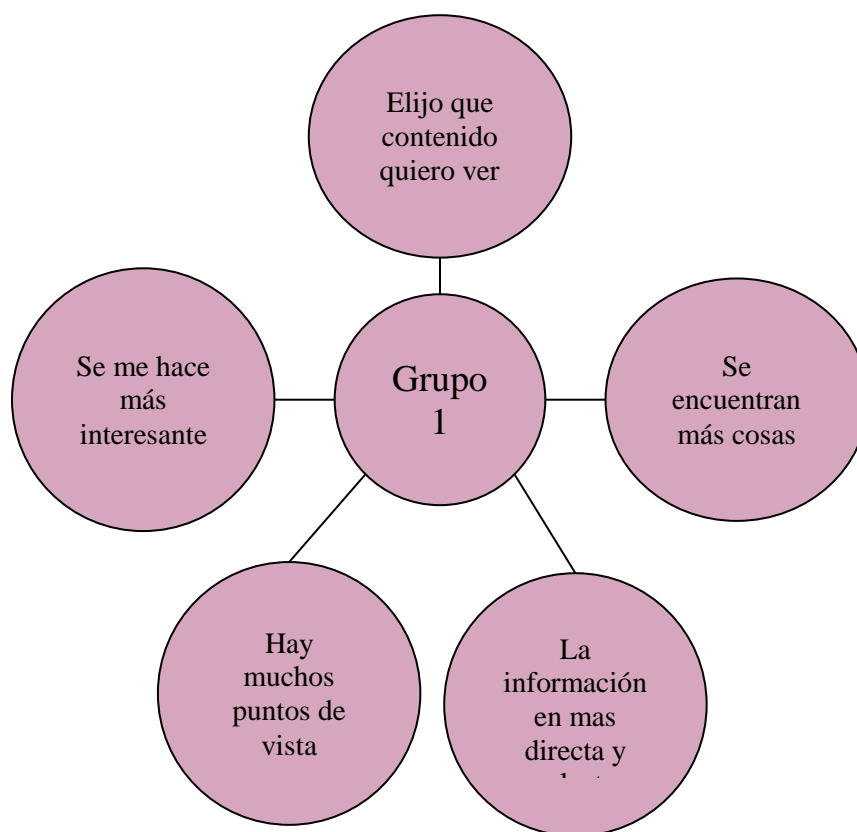 Elijo que
contenido
quiero ver
Se me hace
más
interesante
Grupo
1
Se
encuentran
más cosas
Hay
muchos
puntos de
vista
La
información
en mas
directa y